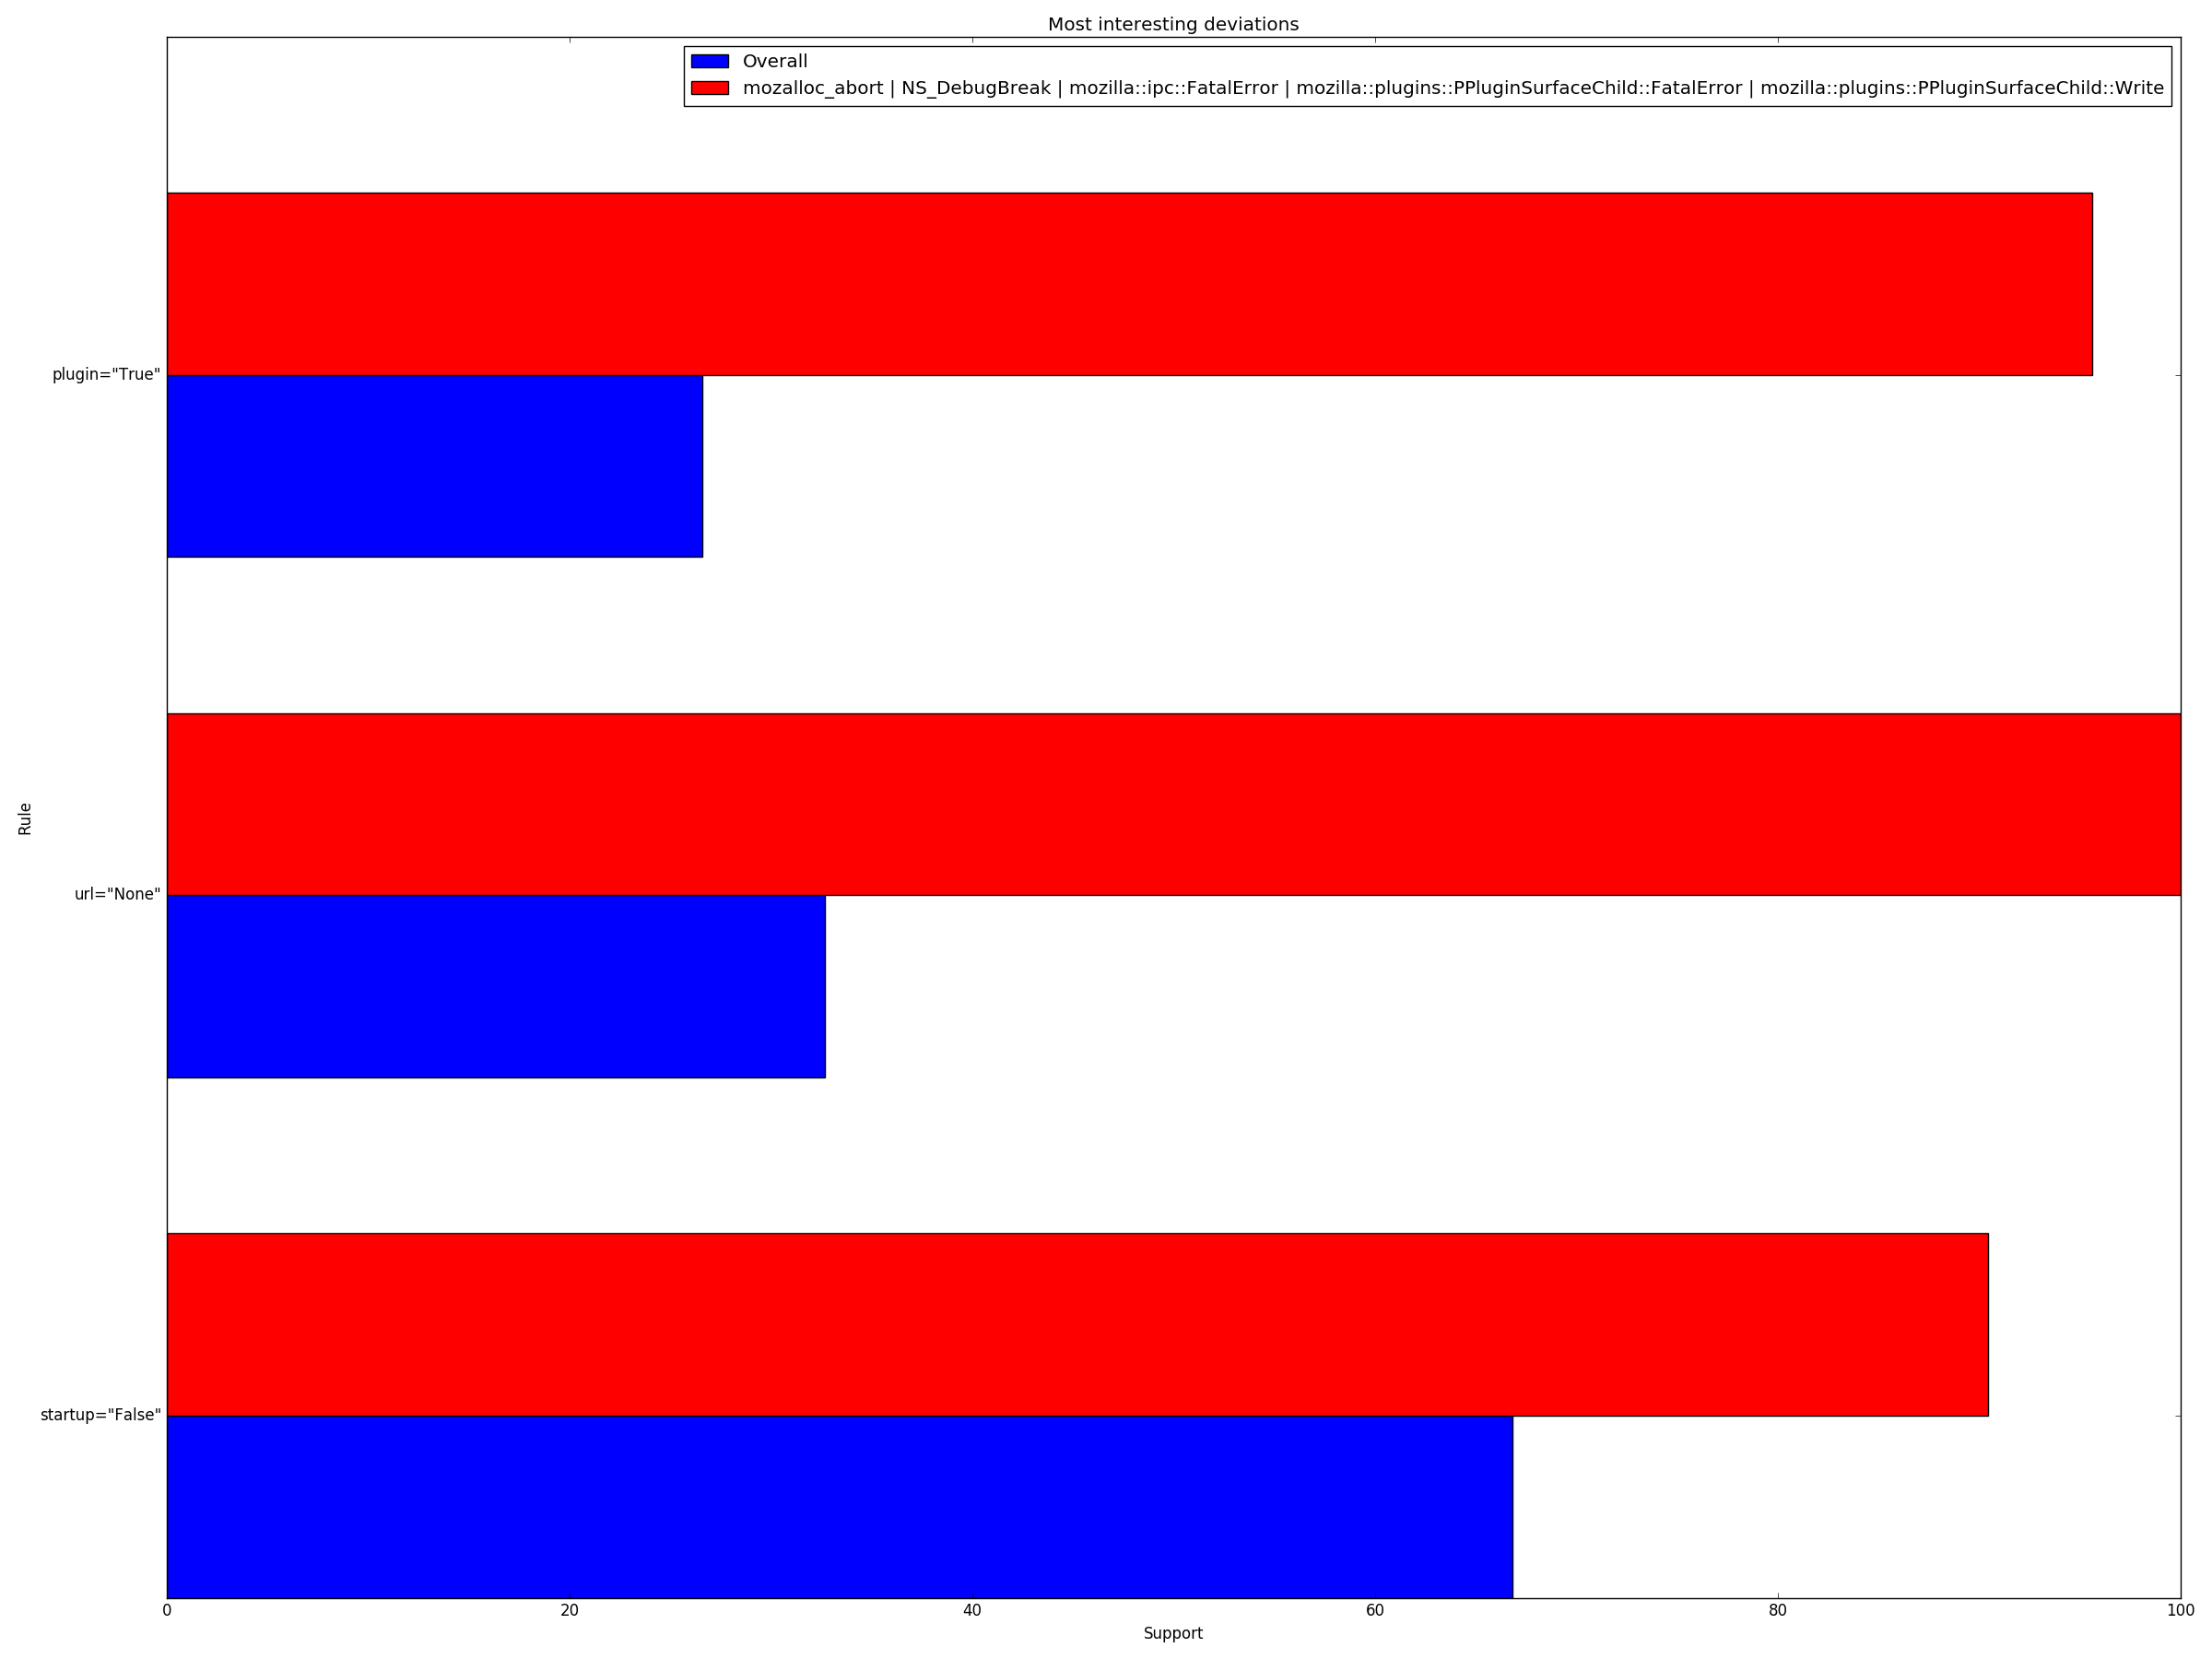 Most interesting deviations
Overall
mozalloc_abort | NS_DebugBreak | mozilla::ipc::FatalError | mozilla::plugins::PPluginSurfaceChild::FatalError | mozilla::plugins::PPluginSurfaceChild::Write
plugin="True"
url="None"
startup="False"
Rule
0 20 40 60 80 100
Support